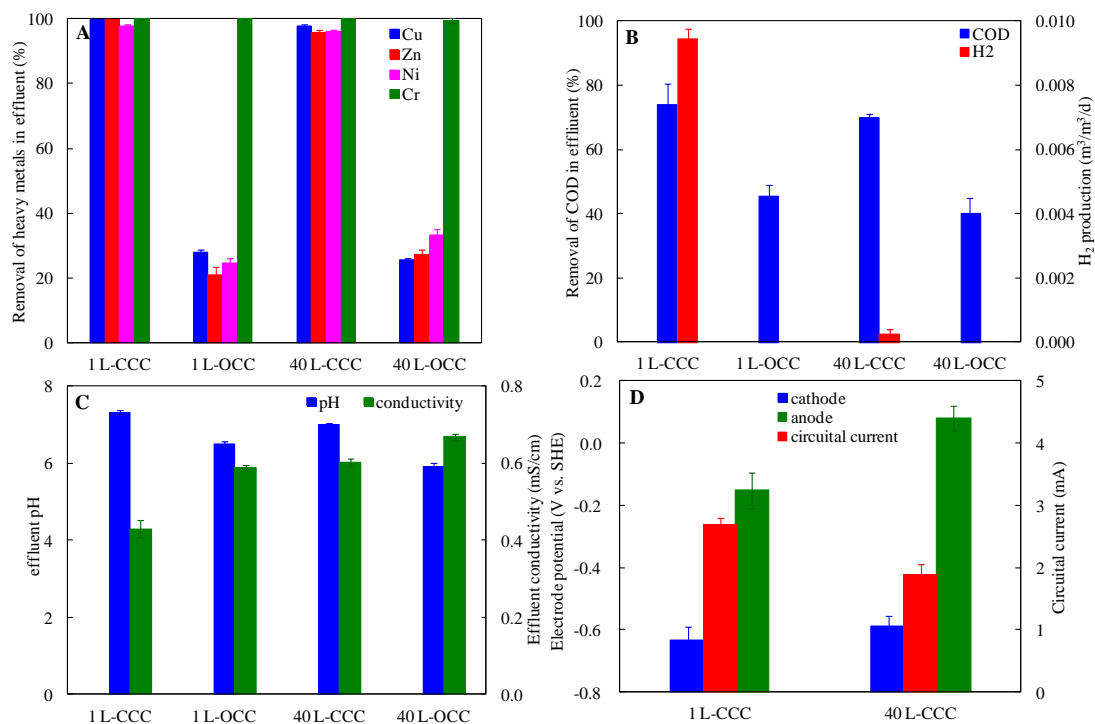 A
Removal of heavy metals in effluent (%)
100
80
60
40
20
0
Cu
Zn
Ni
Cr
1 L-CCC 1 L-OCC 40 L-CCC 40 L-OCC
B
Removal of COD in effliuent (%)
100
80
60
40
20
0
COD
H2
0.010
0.008
0.006
0.004
0.002
0.000
H₂ production (m³/m³/d)
1 L-CCC 1 L-OCC 40 L-CCC 40 L-OCC
C
effluent pH
8
6
4
2
0
pH conductivity
0.8
0.6
0.4
0.2
0.0
Effluent conductivity (mS/cm)
1 L-CCC 1 L-OCC 40 L-CCC 40 L-OCC
D
Electrode potential (V vs. SHE)
0.2
0.0
-0.2
-0.4
-0.6
-0.8
cathode
anode
circuital current
5
4
3
2
1
0
Circuital current (mA)
1 L-CCC 40 L-CCC